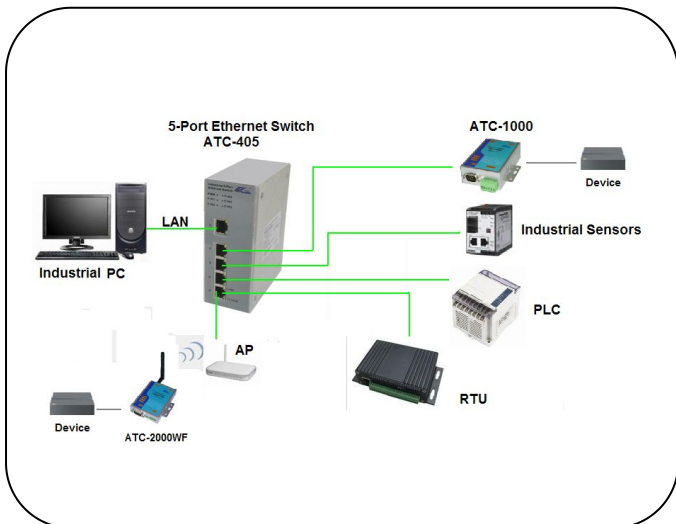 5-Port Ethernet Switch
ATC-405
ATC-1000
Device
LAN
Industrial Sensors
Industrial PC
PLC
AP
RTU
Device
ATC-2000WF